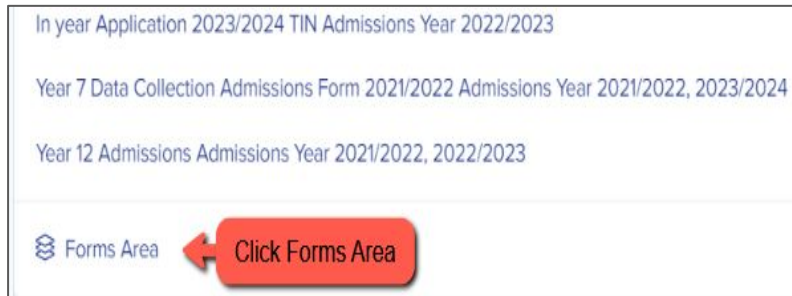 In year Application 2023/2024 TIN Admissions Year 2022/2023
Year 7 Data Collection Admissions Form 2021/2022 Admissions Year 2021/2022, 2023/2024
Year 12 Admissions Admissions Year 2021/2022, 2022/2023
Forms Area Click Forms Area